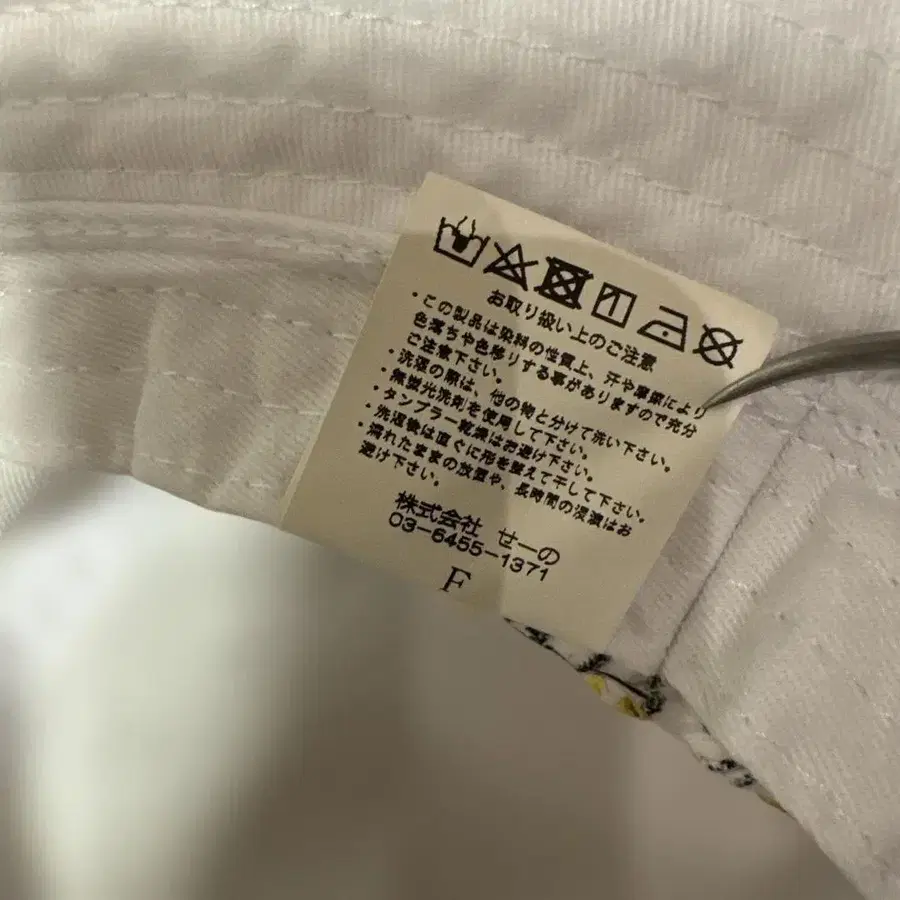 お取り扱い上のご注意
・この製品は染料の性質上、汗や摩擦により
色落ちや色移りする事がありますので充分
ご注意下さい。
・洗濯の際は、他の物と分けて洗い下さい。
・無蛍光洗剤を使用して下さい。
・タンブラー乾燥はお避け下さい。
・洗濯後は直ぐに形を整えて干して下さい。
・濡れたままの放置や、長時間の浸漬はお
避け下さい。
株式会社 せーの
03-6455-1371
F